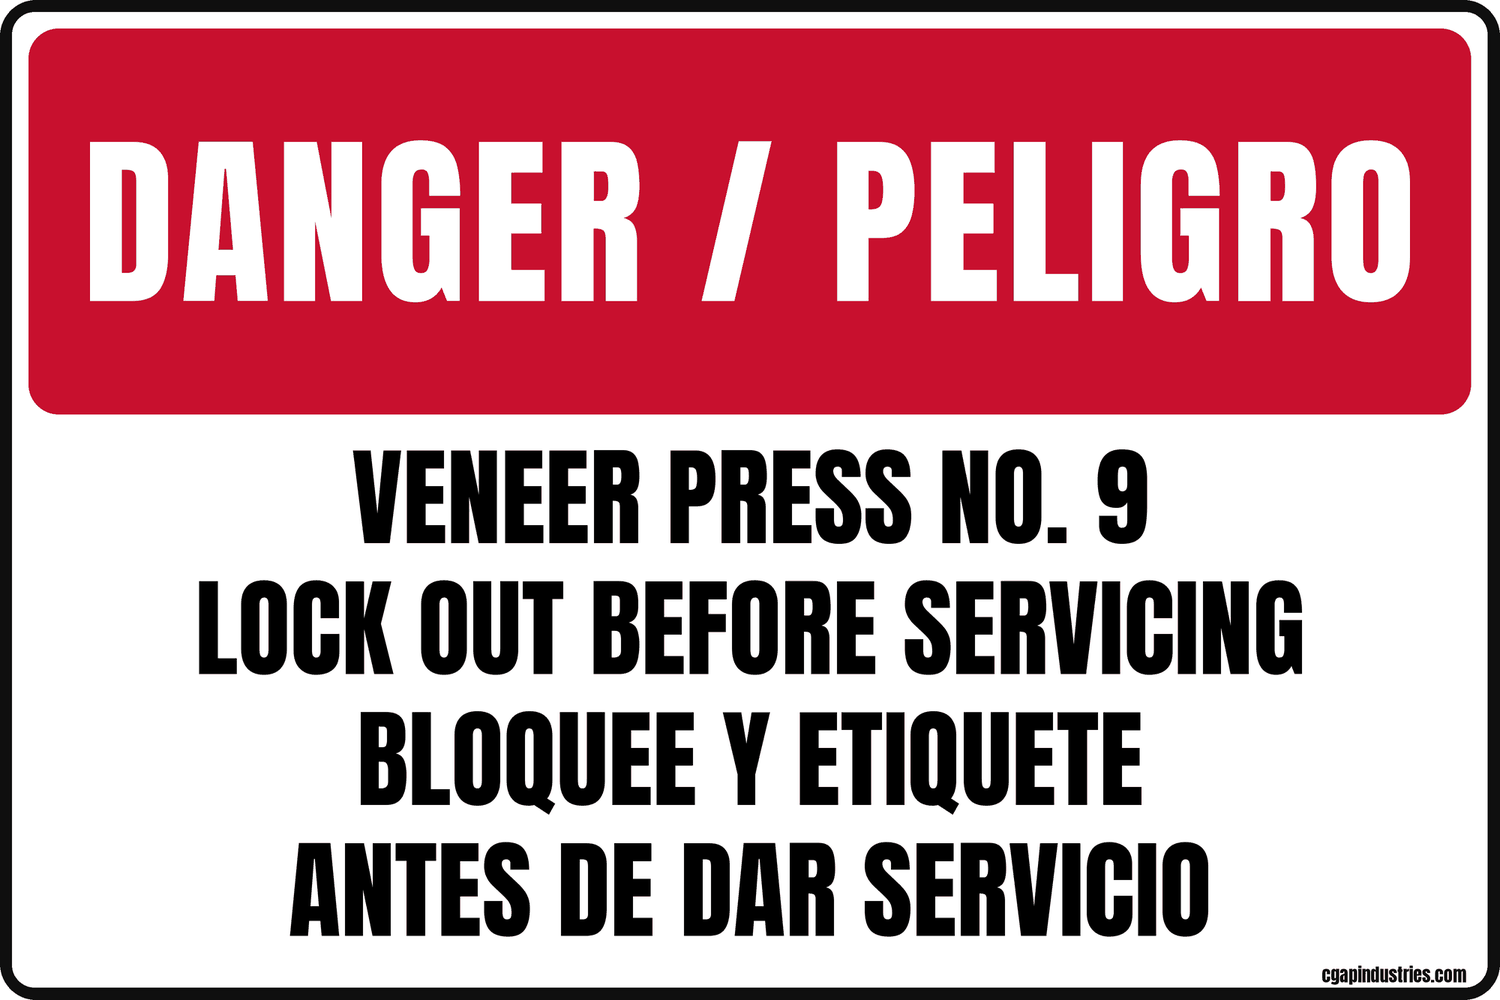 DANGER / PELIGRO
VENEER PRESS NO. 9
LOCK OUT BEFORE SERVICING
BLOQUEE Y ETIQUETE
ANTES DE DAR SERVICIO
cgapindustries.com